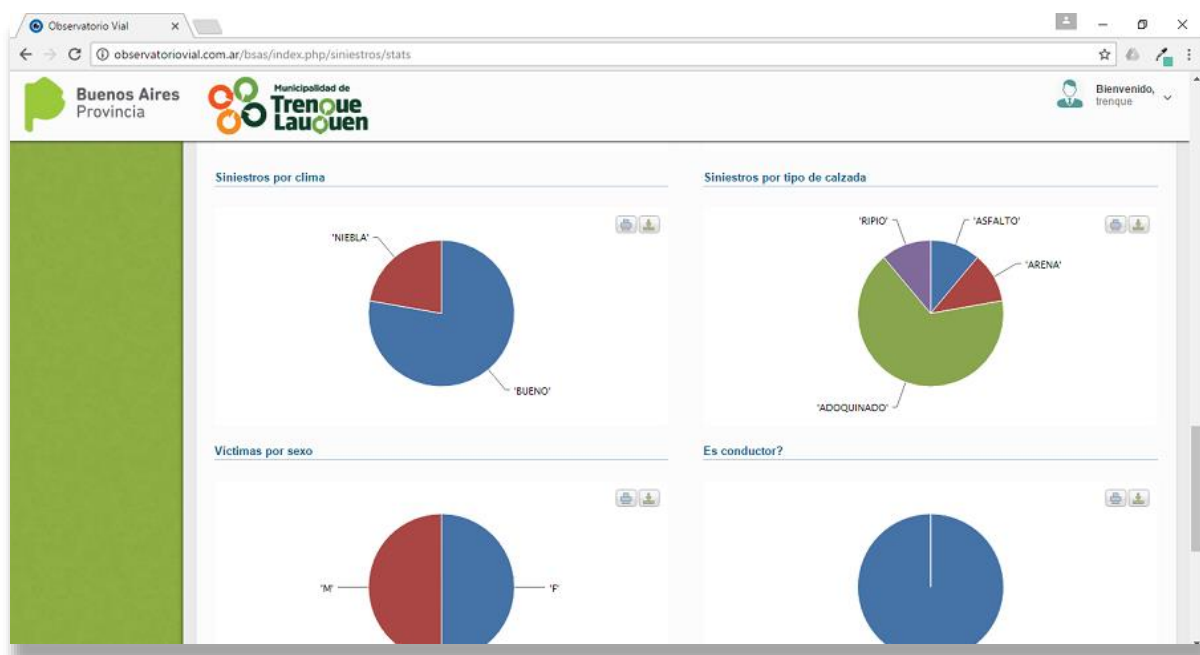 Observatorio Vial
observatoriovial.com.ar/bsas/index.php/siniestros/stats
Buenos Aires
Provincia
Municipalidad de
Trenque
Lauquen
Bienvenido,
trenque
Siniestros por clima
Siniestros por tipo de calzada
'NIEBLA'
'BUENO'
'RIPIO'
'ASFALTO'
'ARENA'
'ADOQUINADO'
Víctimas por sexo
Es conductor?
'M'
'F'